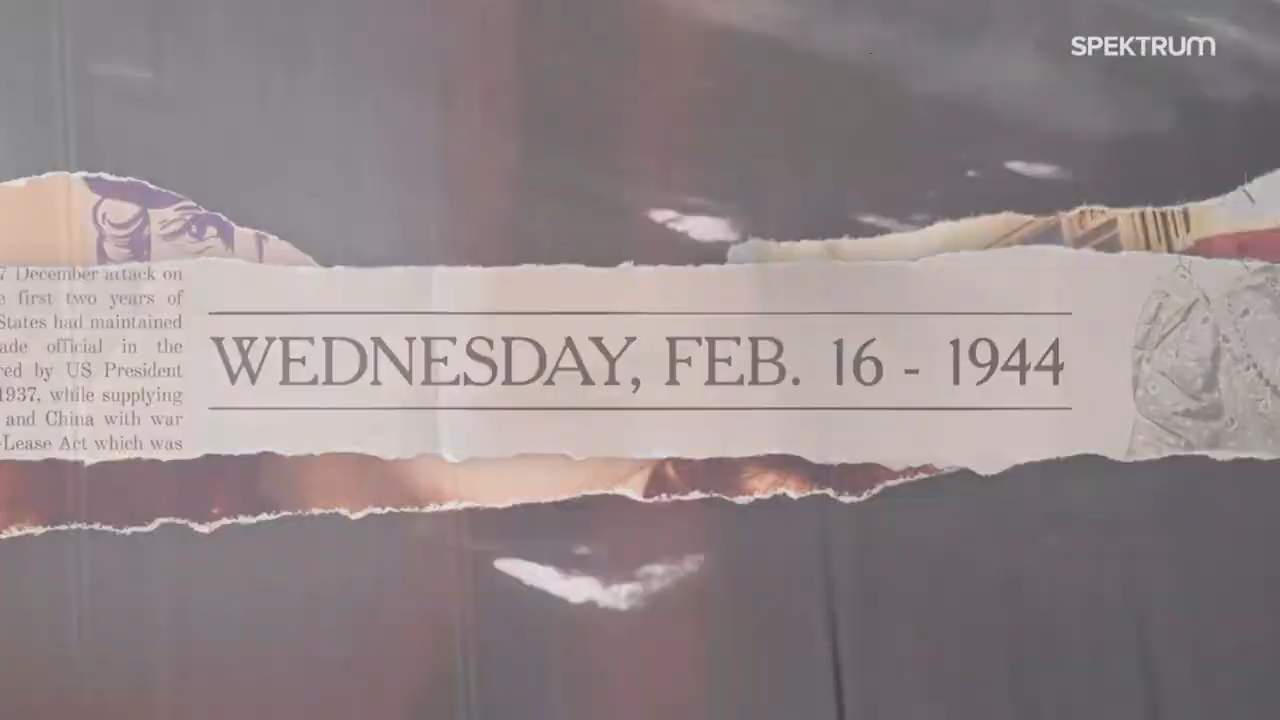 SPEKTRUM
7 December attack on
e first two years of
States had maintained
ade official in the
red by US President
1937, while supplying
and China with war
-Lease Act which was
WEDNESDAY, FEB. 16 - 1944